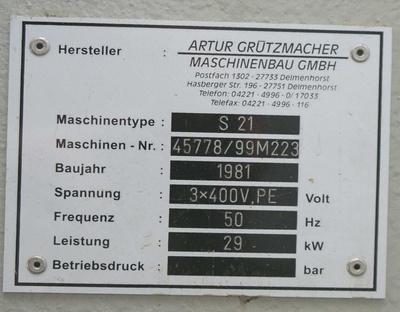 Hersteller : ARTUR GRÜTZMACHER
MASCHINENBAU GMBH
Postfach 1302 · 27733 Delmenhorst
Hasberger Str. 196 · 27751 Delmenhorst
Telefon: 04221 - 4996 - 0/ 17033
Telefax: 04221 - 4996 - 116
Maschinentype : S 21
Maschinen - Nr. : 45778/99M223
Baujahr : 1981
Spannung : 3×400V,PE Volt
Frequenz : 50 Hz
Leistung : 29 kW
Betriebsdruck : bar